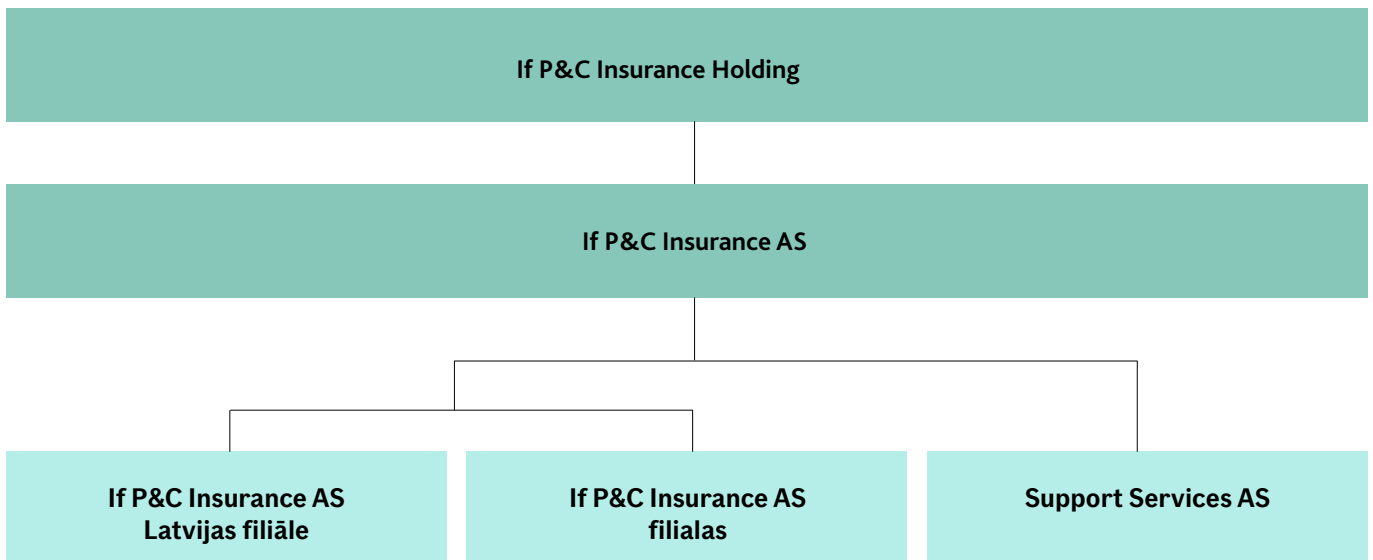 If P&C Insurance Holding
If P&C Insurance AS
If P&C Insurance AS
Latvijas filiāle
If P&C Insurance AS
filialas
Support Services AS